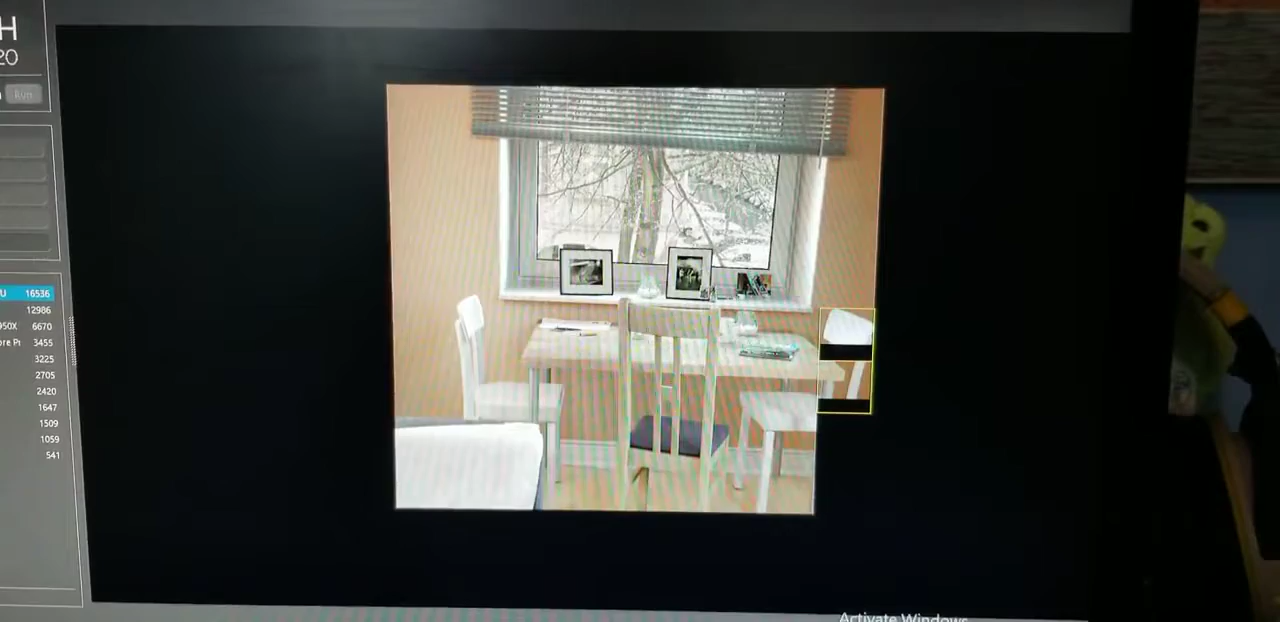 H
20
Run
U 16536
12986
950X 6670
ore Pr 3455
3225
2705
2420
1647
1509
1059
541
Activate Windows